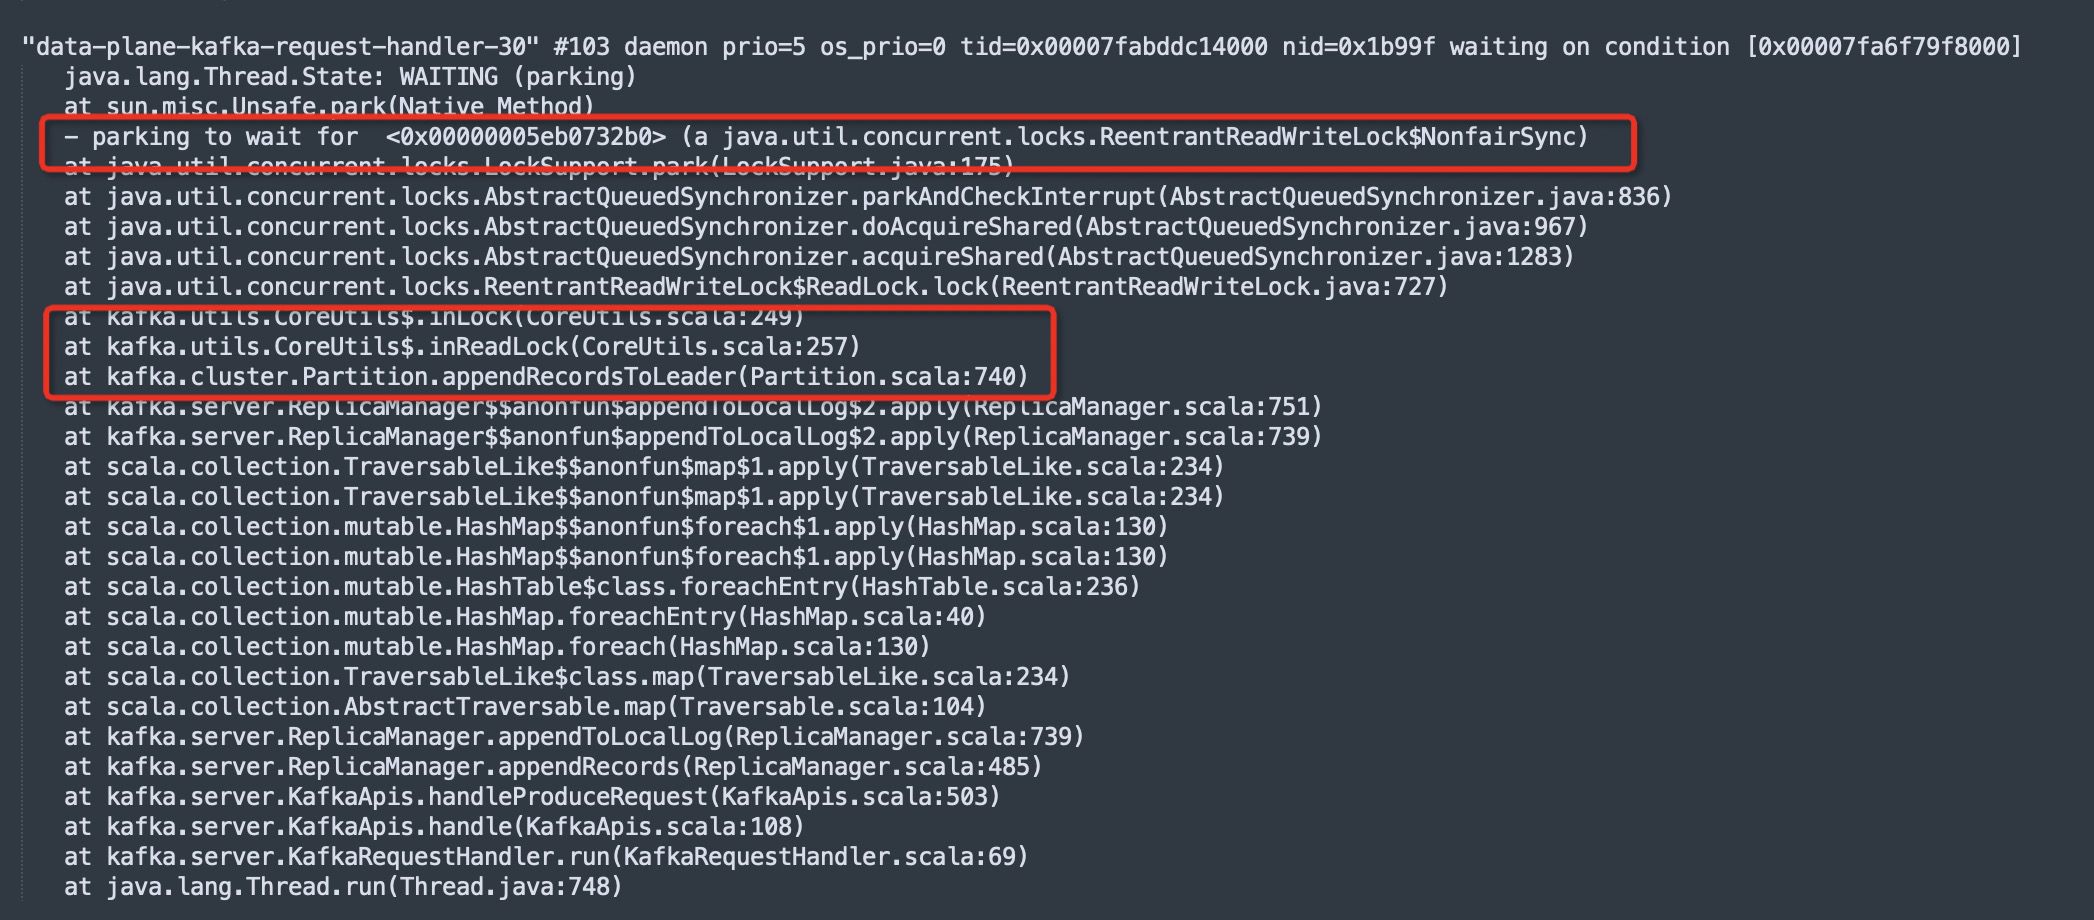 "data-plane-kafka-request-handler-30" #103 daemon prio=5 os_prio=0 tid=0x00007fabddc14000 nid=0x1b99f waiting on condition [0x00007fa6f79f8000]
java.lang.Thread.State: WAITING (parking)
at sun.misc.Unsafe.park(Native Method)
- parking to wait for  <0x00000005eb0732b0> (a java.util.concurrent.locks.ReentrantReadWriteLock$NonfairSync)
at java.util.concurrent.locks.LockSupport.park(LockSupport.java:175)
at java.util.concurrent.locks.AbstractQueuedSynchronizer.parkAndCheckInterrupt(AbstractQueuedSynchronizer.java:836)
at java.util.concurrent.locks.AbstractQueuedSynchronizer.doAcquireShared(AbstractQueuedSynchronizer.java:967)
at java.util.concurrent.locks.AbstractQueuedSynchronizer.acquireShared(AbstractQueuedSynchronizer.java:1283)
at java.util.concurrent.locks.ReentrantReadWriteLock$ReadLock.lock(ReentrantReadWriteLock.java:727)
at kafka.utils.CoreUtils$.inLock(CoreUtils.scala:249)
at kafka.utils.CoreUtils$.inReadLock(CoreUtils.scala:257)
at kafka.cluster.Partition.appendRecordsToLeader(Partition.scala:740)
at kafka.server.ReplicaManager$$anonfun$appendToLocalLog$2.apply(ReplicaManager.scala:751)
at kafka.server.ReplicaManager$$anonfun$appendToLocalLog$2.apply(ReplicaManager.scala:739)
at scala.collection.TraversableLike$$anonfun$map$1.apply(TraversableLike.scala:234)
at scala.collection.TraversableLike$$anonfun$map$1.apply(TraversableLike.scala:234)
at scala.collection.mutable.HashMap$$anonfun$foreach$1.apply(HashMap.scala:130)
at scala.collection.mutable.HashMap$$anonfun$foreach$1.apply(HashMap.scala:130)
at scala.collection.mutable.HashTable$class.foreachEntry(HashTable.scala:236)
at scala.collection.mutable.HashMap.foreachEntry(HashMap.scala:40)
at scala.collection.mutable.HashMap.foreach(HashMap.scala:130)
at scala.collection.TraversableLike$class.map(TraversableLike.scala:234)
at scala.collection.AbstractTraversable.map(Traversable.scala:104)
at kafka.server.ReplicaManager.appendToLocalLog(ReplicaManager.scala:739)
at kafka.server.ReplicaManager.appendRecords(ReplicaManager.scala:485)
at kafka.server.KafkaApis.handleProduceRequest(KafkaApis.scala:503)
at kafka.server.KafkaApis.handle(KafkaApis.scala:108)
at kafka.server.KafkaRequestHandler.run(KafkaRequestHandler.scala:69)
at java.lang.Thread.run(Thread.java:748)